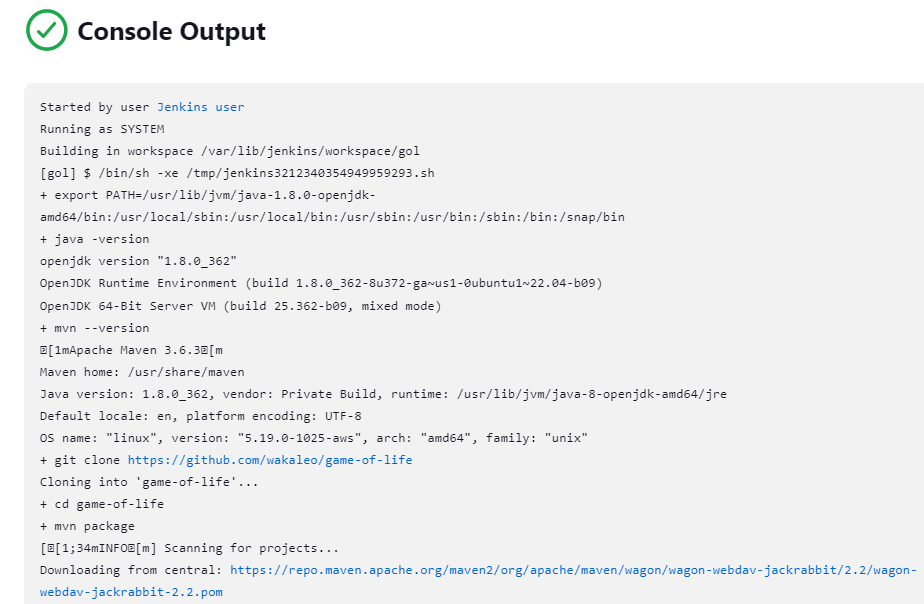 Console Output
Started by user Jenkins user
Running as SYSTEM
Building in workspace /var/lib/jenkins/workspace/gol
[gol] $ /bin/sh -xe /tmp/jenkins3212340354949959293.sh
+ export PATH=/usr/lib/jvm/java-1.8.0-openjdk-
amd64/bin:/usr/local/sbin:/usr/local/bin:/usr/sbin:/usr/bin:/sbin:/bin:/snap/bin
+ java -version
openjdk version "1.8.0_362"
OpenJDK Runtime Environment (build 1.8.0_362-8u372-ga~us1-0ubuntu1~22.04-b09)
OpenJDK 64-Bit Server VM (build 25.362-b09, mixed mode)
+ mvn --version
[1mApache Maven 3.6.3[m
Maven home: /usr/share/maven
Java version: 1.8.0_362, vendor: Private Build, runtime: /usr/lib/jvm/java-8-openjdk-amd64/jre
Default locale: en, platform encoding: UTF-8
OS name: "linux", version: "5.19.0-1025-aws", arch: "amd64", family: "unix"
+ git clone https://github.com/wakaleo/game-of-life
Cloning into 'game-of-life'...
+ cd game-of-life
+ mvn package
[[1;34mINFO[m] Scanning for projects...
Downloading from central: https://repo.maven.apache.org/maven2/org/apache/maven/wagon/wagon-webdav-jackrabbit/2.2/wagon-
webdav-jackrabbit-2.2.pom